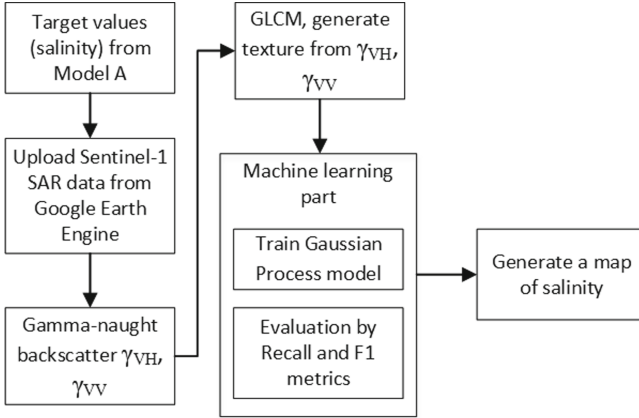 Target values
(salinity) from
Model A
Upload Sentinel-1
SAR data from
Google Earth
Engine
Gamma-naught
backscatter γVH,
γVV
GLCM, generate
texture from γVH,
γVV
Machine learning
part
Train Gaussian
Process model
Evaluation by
Recall and F1
metrics
Generate a map
of salinity